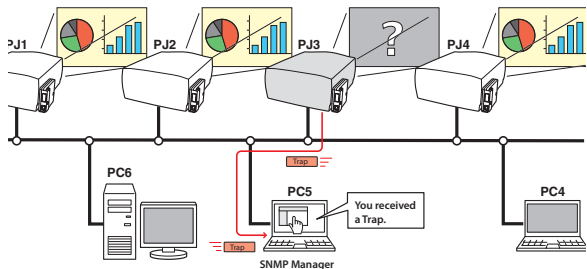 PJ1
PJ2
PJ3
PJ4
?
Trap
PC6
PC5
PC4
You received
a Trap.
Trap
SNMP Manager